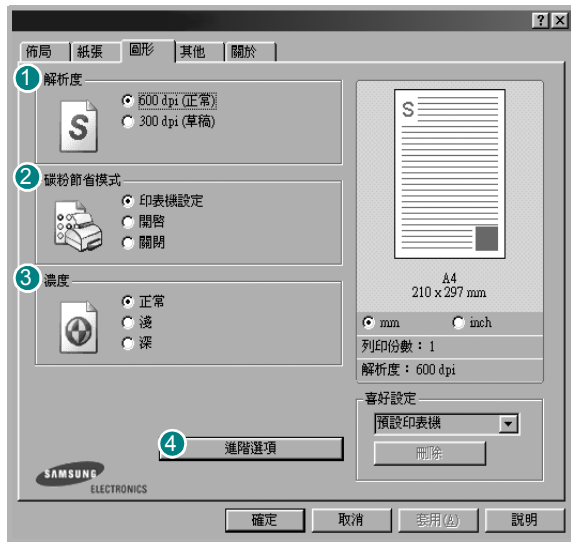 ? X
佈局 紙張 圖形 其他 關於
1 解析度
S
600 dpi (正常)
300 dpi (草稿)
2 碳粉節省模式
印表機設定
開啓
關閉
3 濃度
正常
淺
深
4 進階選項
S
A4
210 x 297 mm
mm inch
列印份數：1
解析度：600 dpi
喜好設定
預設印表機
刪除
SAMSUNG
ELECTRONICS
確定 取消 套用(A) 說明